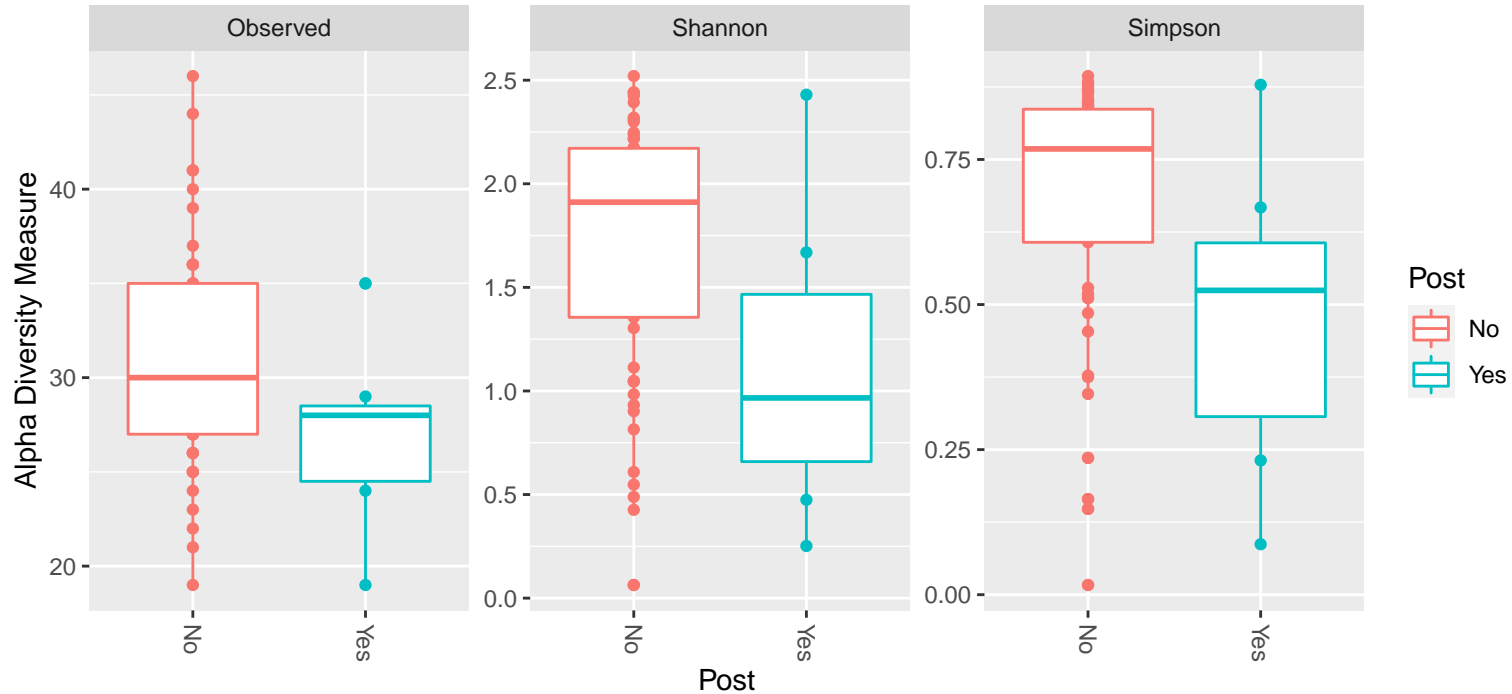 Observed
Shannon
Simpson
Alpha Diversity Measure
40
30
20
2.5
2.0
1.5
1.0
0.5
0.0
0.75
0.50
0.25
0.00
No
Yes
No
Yes
No
Yes
Post
Post
No
Yes